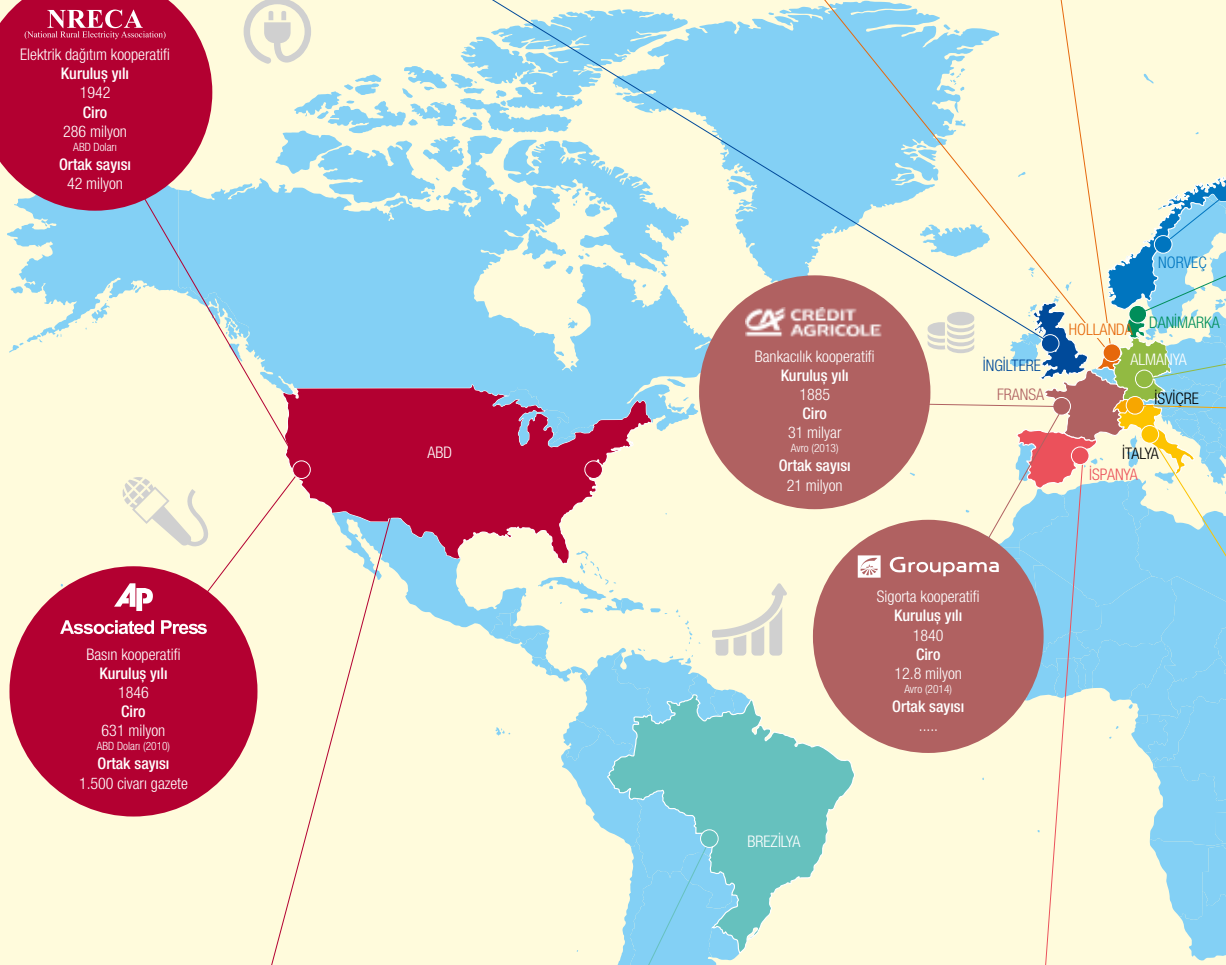 NRECA
(National Rural Electricity Association)
Elektrik dağıtım kooperatifi
Kuruluş yılı
1942
Ciro
286 milyon
ABD Doları
Ortak sayısı
42 milyon
NORVEÇ
DANİMARKA
HOLLANDA
ALMANYA
İNGİLTERE
FRANSA
İSVİÇRE
İTALYA
İSPANYA
CA CRÉDIT
AGRICOLE
Bankacılık kooperatifi
Kuruluş yılı
1885
Ciro
31 milyar
Avro (2013)
Ortak sayısı
21 milyon
ABD
Groupama
Sigorta kooperatifi
Kuruluş yılı
1840
Ciro
12.8 milyon
Avro (2014)
Ortak sayısı
.....
AP
Associated Press
Basın kooperatifi
Kuruluş yılı
1846
Ciro
631 milyon
ABD Doları (2010)
Ortak sayısı
1.500 civarı gazete
BREZİLYA